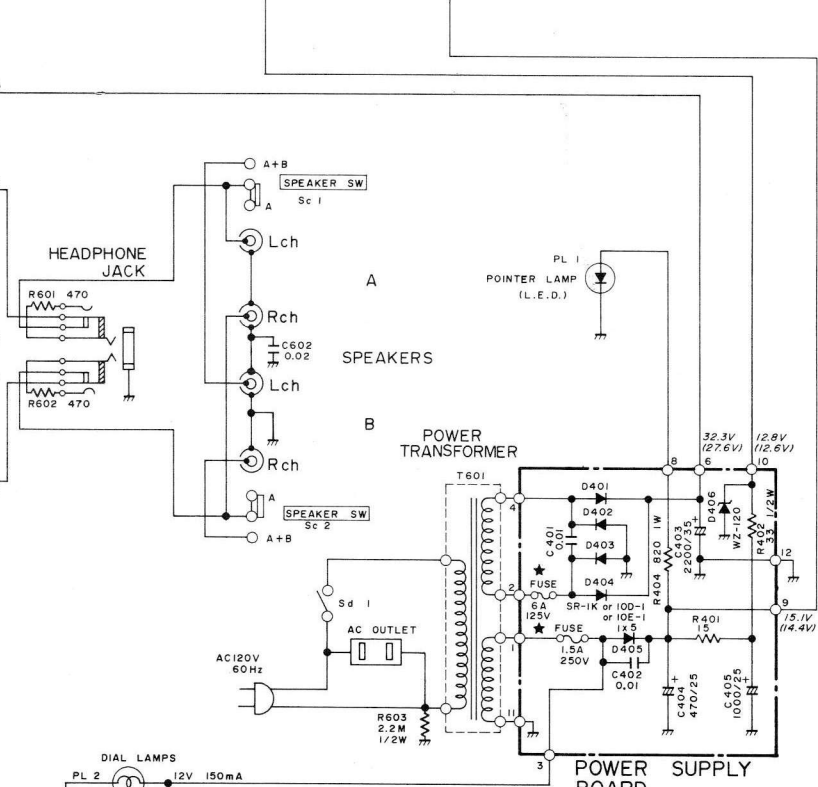 A+B
SPEAKER SW
Sc 1
A
Lch
HEADPHONE
JACK
R601 470
A
PL 1
POINTER LAMP
(L.E.D.)
Rch
C602
0.02
SPEAKERS
Lch
R602 470
B
Rch
POWER
TRANSFORMER
T601
A
SPEAKER SW
Sc 2
A+B
32.3V
(27.6V)
12.8V
(12.6V)
8
6
10
4
D401
D402
D403
D404
C401
0.01
SR-1K or 10D-1
or 10E-1
1x5
R404 820 1W
C403
2200/35
+
D406
WZ-120
R402
33 1/2W
12
2
★
FUSE
6A
125V
9
15.1V
(14.4V)
Sd 1
AC OUTLET
AC120V
60Hz
1
★ FUSE
1.5A
250V
D405
C402
0.01
R401
15
+
C404
470/25
C405
1000/25
+
R603
2.2M
1/2W
11
3
DIAL LAMPS
PL 2
12V 150mA
POWER SUPPLY
BOARD